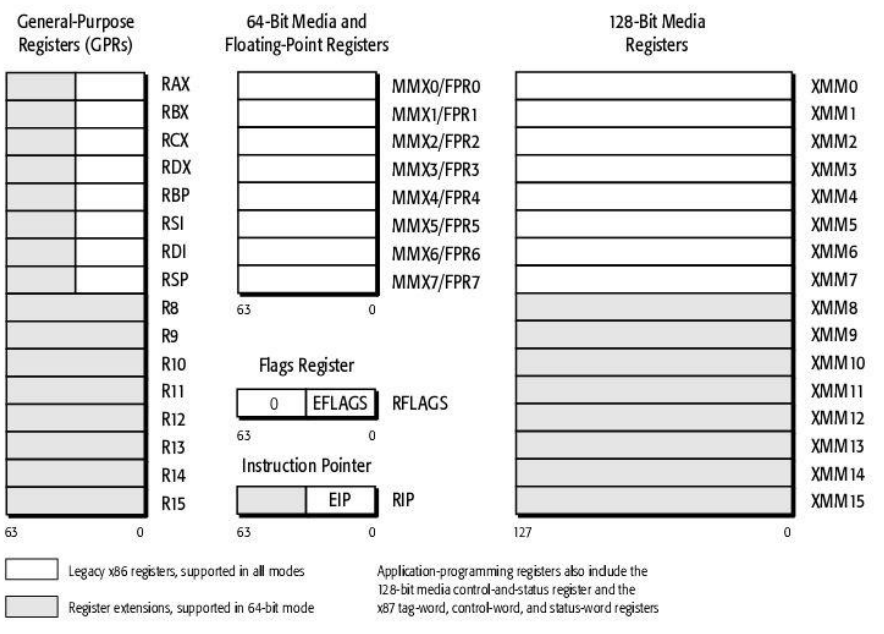 General-Purpose
Registers (GPRs)
RAX
RBX
RCX
RDX
RBP
RSI
RDI
RSP
R8
R9
R10
R11
R12
R13
R14
R15
63 0
64-Bit Media and
Floating-Point Registers
MMX0/FPR0
MMX1/FPR1
MMX2/FPR2
MMX3/FPR3
MMX4/FPR4
MMX5/FPR5
MMX6/FPR6
MMX7/FPR7
63 0
Flags Register
0 EFLAGS RFLAGS
63 0
Instruction Pointer
EIP RIP
63 0
128-Bit Media
Registers
XMM0
XMM1
XMM2
XMM3
XMM4
XMM5
XMM6
XMM7
XMM8
XMM9
XMM10
XMM11
XMM12
XMM13
XMM14
XMM15
127 0
Legacy x86 registers, supported in all modes
Register extensions, supported in 64-bit mode
Application-programming registers also include the
128-bit media control-and-status register and the
x87 tag-word, control-word, and status-word registers